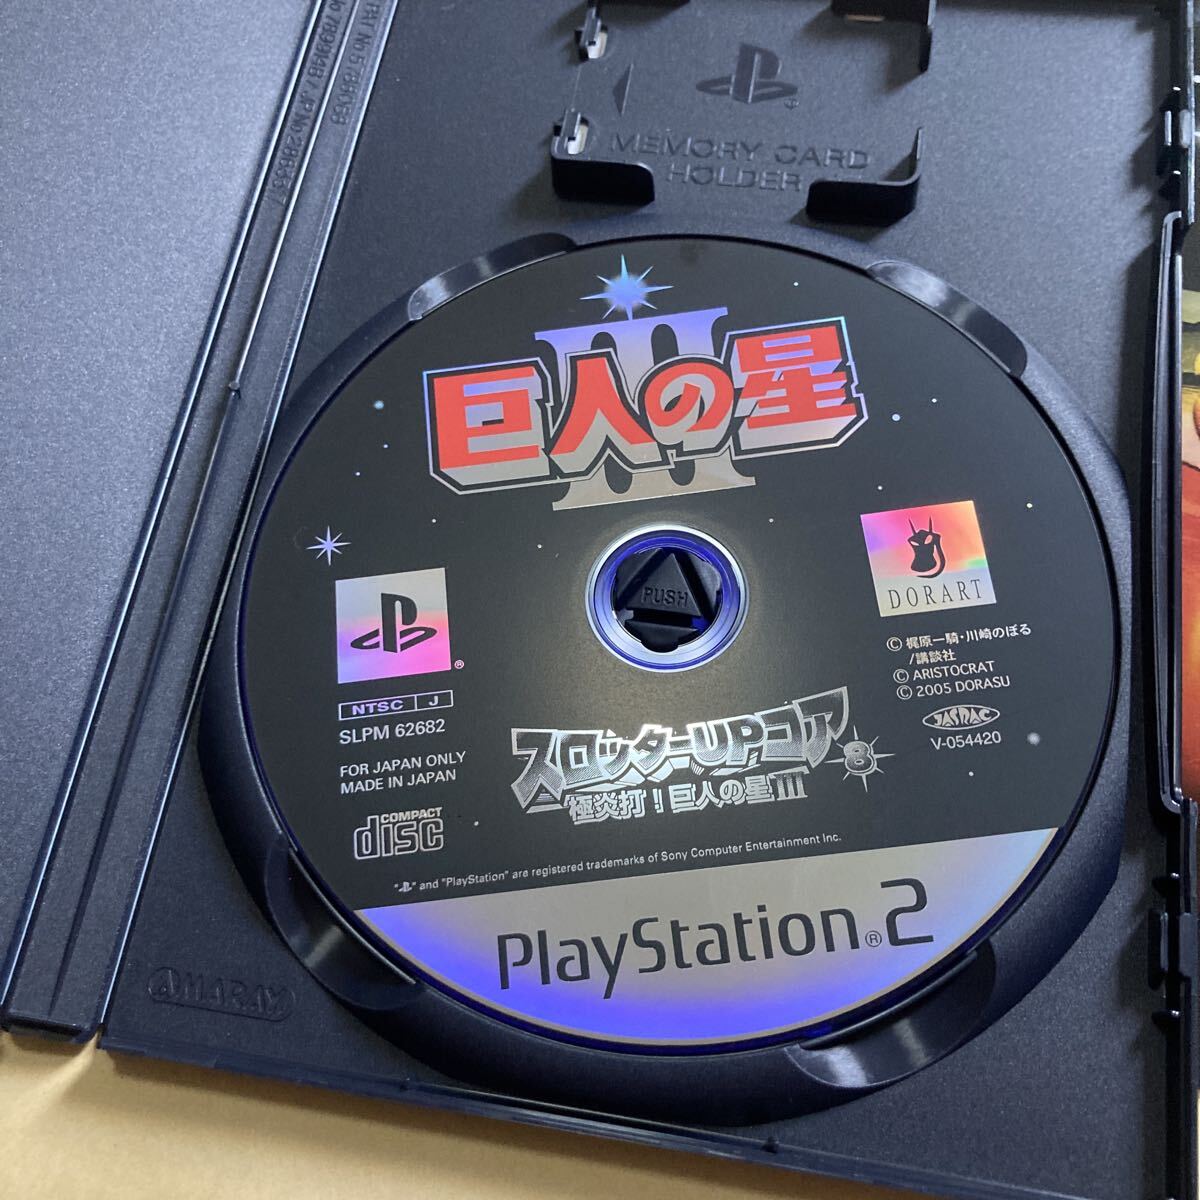 MEMORY CARD
HOLDER
III
巨人の星
PUSH
DORART
© 梶原一騎・川崎のぼる
/講談社
© ARISTOCRAT
© 2005 DORASU
JASRAC
V-054420
NTSC J
SLPM 62682
FOR JAPAN ONLY
MADE IN JAPAN
COMPACT
disc
スロッターUPコア8
極炎打!巨人の星III
" " and "PlayStation" are registered trademarks of Sony Computer Entertainment Inc.
PlayStation®2
AMARAY